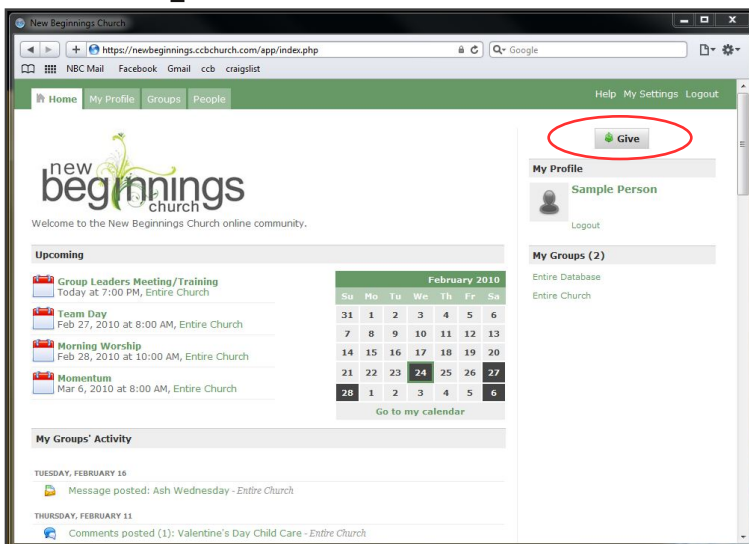 New Beginnings Church
https://newbeginnings.ccbchurch.com/app/index.php
Google
NBC Mail Facebook Gmail ccb craigslist
Home My Profile Groups People
Help My Settings Logout
Give
new
beginnings
church
Welcome to the New Beginnings Church online community.
My Profile
Sample Person
Logout
My Groups (2)
Entire Database
Entire Church
Upcoming
Group Leaders Meeting/Training
Today at 7:00 PM, Entire Church
Team Day
Feb 27, 2010 at 8:00 AM, Entire Church
Morning Worship
Feb 28, 2010 at 10:00 AM, Entire Church
Momentum
Mar 6, 2010 at 8:00 AM, Entire Church
February 2010
Su Mo Tu We Th Fr Sa
31 1 2 3 4 5 6
7 8 9 10 11 12 13
14 15 16 17 18 19 20
21 22 23 24 25 26 27
28 1 2 3 4 5 6
Go to my calendar
My Groups' Activity
TUESDAY, FEBRUARY 16
Message posted: Ash Wednesday - Entire Church
THURSDAY, FEBRUARY 11
Comments posted (1): Valentine's Day Child Care - Entire Church